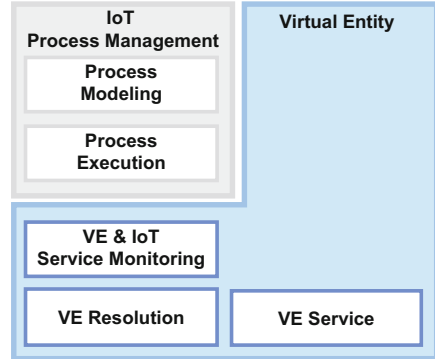 IoT
Process Management
Virtual Entity
Process
Modeling
Process
Execution
VE & IoT
Service Monitoring
VE Resolution
VE Service